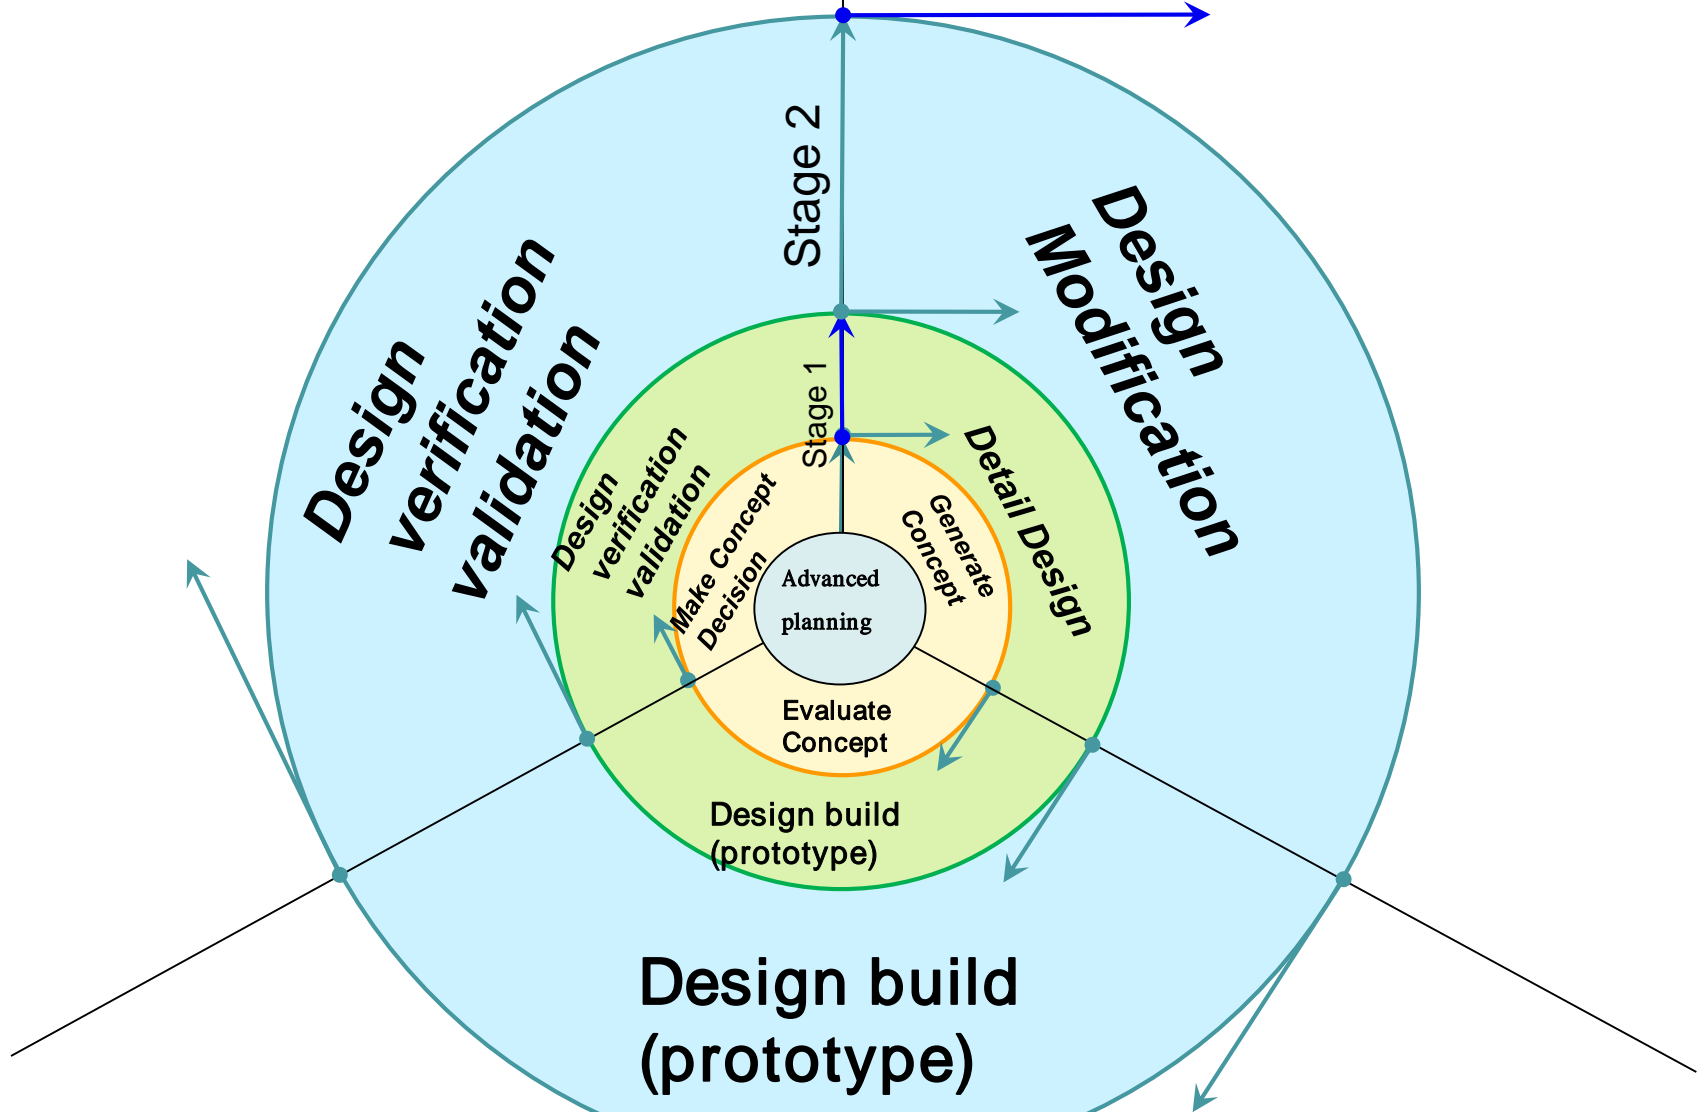 Stage 2
Design
Modification
Design
verification
validation
Stage 1
Detail Design
Design
verification
validation
Generate
Concept
Make Concept
Decision
Advanced
planning
Evaluate
Concept
Design build
(prototype)
Design build
(prototype)